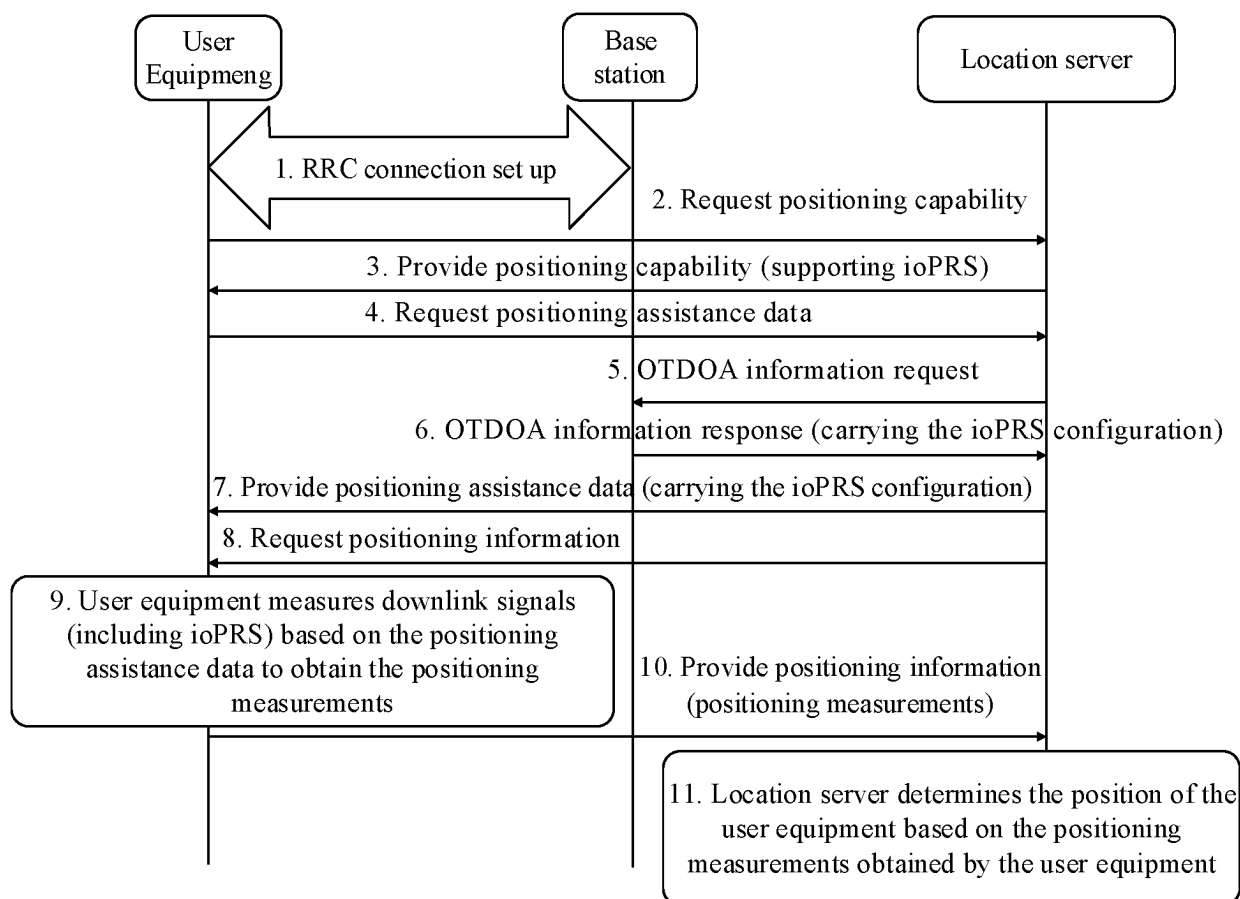 User
Equipmeng
Base
station
Location server
1. RRC connection set up
2. Request positioning capability
3. Provide positioning capability (supporting ioPRS)
4. Request positioning assistance data
5. OTDOA information request
6. OTDOA information response (carrying the ioPRS configuration)
7. Provide positioning assistance data (carrying the ioPRS configuration)
8. Request positioning information
9. User equipment measures downlink signals
(including ioPRS) based on the positioning
assistance data to obtain the positioning
measurements
10. Provide positioning information
(positioning measurements)
11. Location server determines the position of the
user equipment based on the positioning
measurements obtained by the user equipment